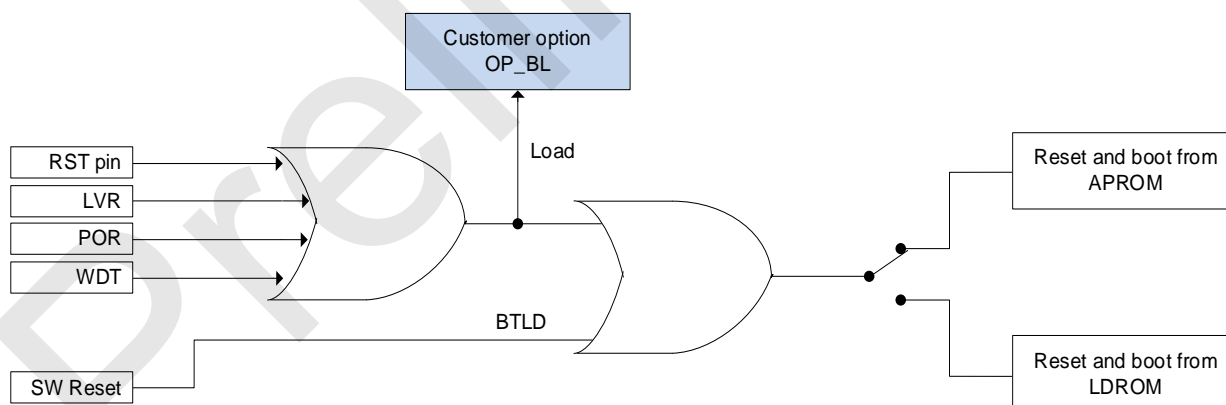 Customer option
OP_BL
Load
RST pin
LVR
POR
WDT
BTLD
SW Reset
Reset and boot from
APROM
Reset and boot from
LDROM